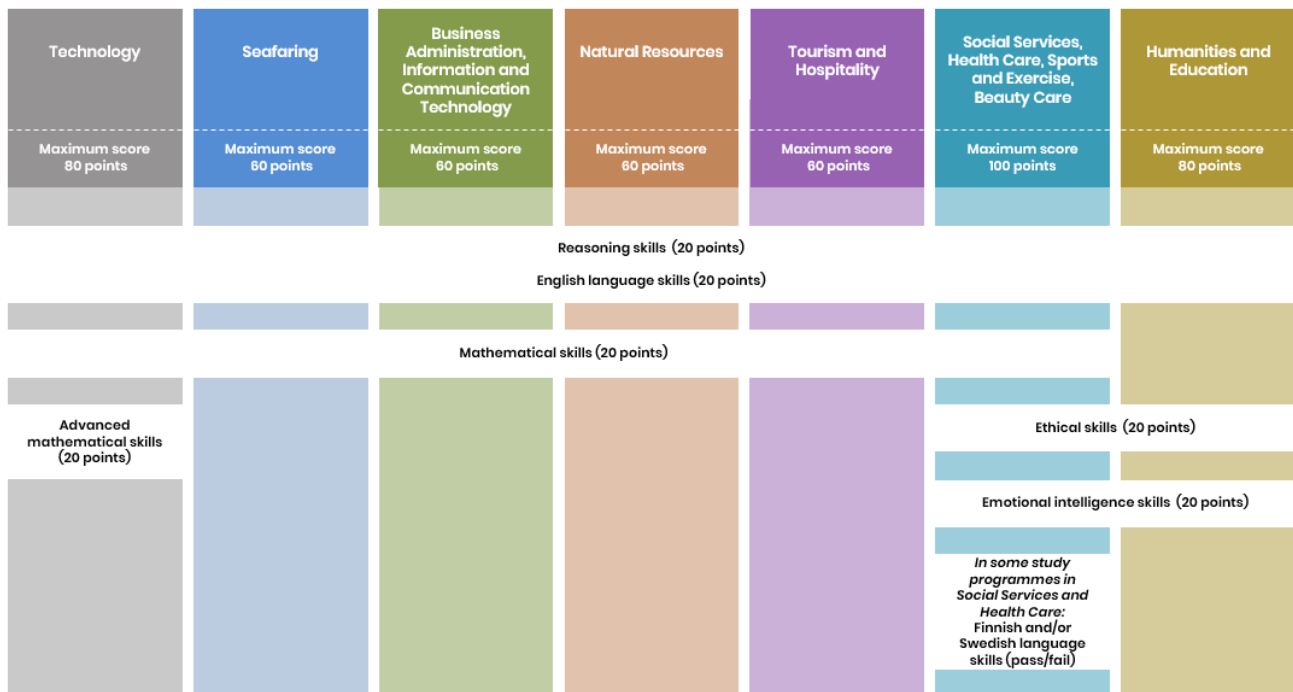 Technology
Maximum score
80 points
Seafaring
Maximum score
60 points
Business
Administration,
Information and
Communication
Technology
Maximum score
60 points
Natural Resources
Maximum score
60 points
Tourism and
Hospitality
Maximum score
60 points
Social Services,
Health Care, Sports
and Exercise,
Beauty Care
Maximum score
100 points
Humanities and
Education
Maximum score
80 points
Reasoning skills (20 points)
English language skills (20 points)
Mathematical skills (20 points)
Advanced
mathematical skills
(20 points)
Ethical skills (20 points)
Emotional intelligence skills (20 points)
In some study
programmes in
Social Services and
Health Care:
Finnish and/or
Swedish language
skills (pass/fail)